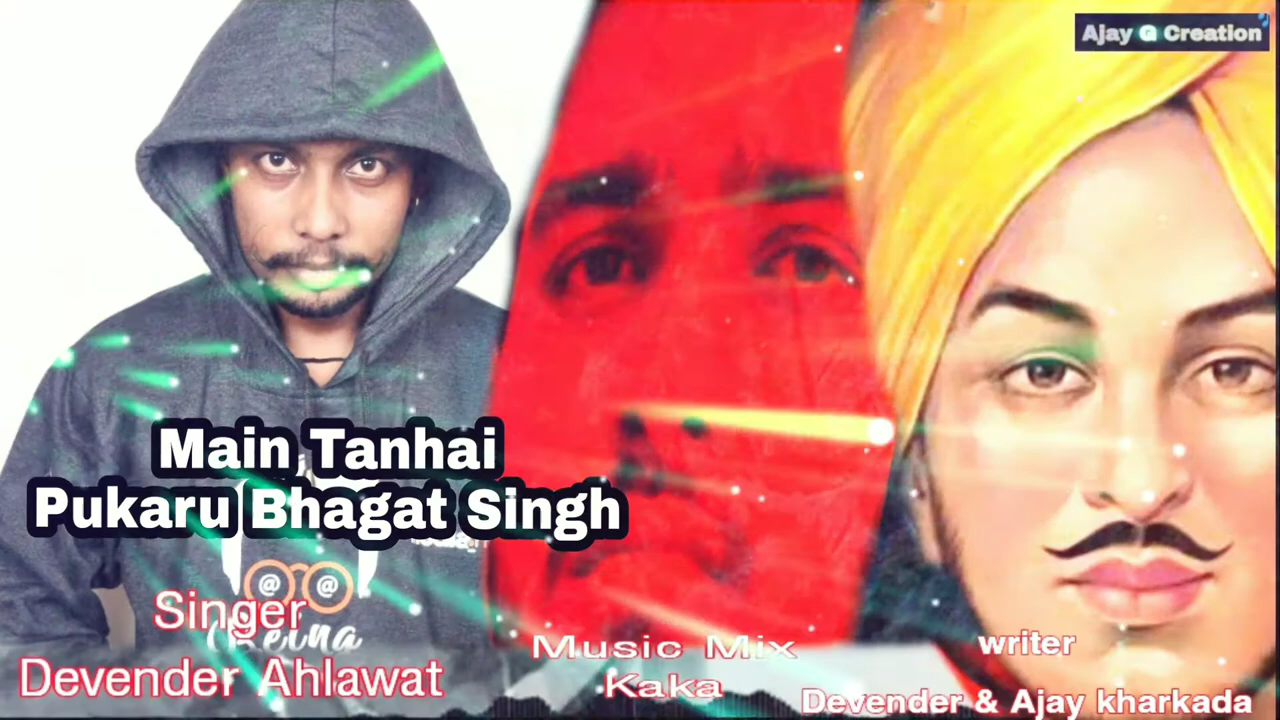 Ajay G Creation
Main Tanhai
Pukaru Bhagat Singh
@ @
Singer
Devender Ahlawat
Music Mix
Kaka
writer
Devender & Ajay kharkada